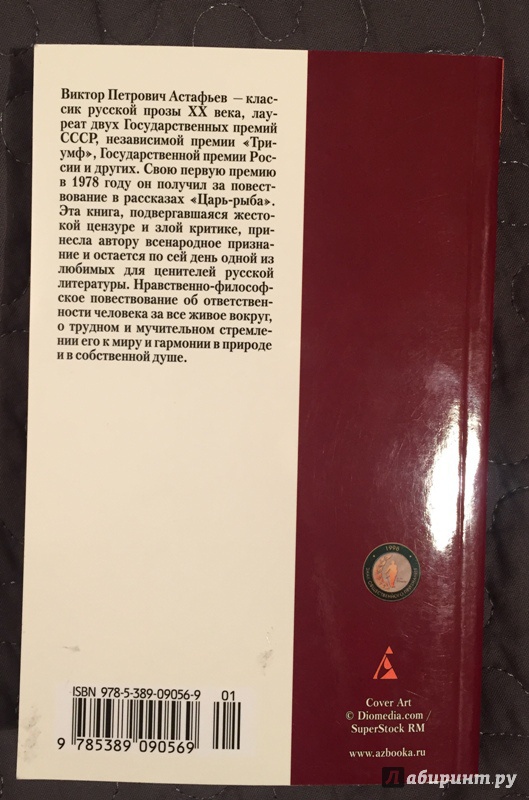 Виктор Петрович Астафьев — клас-
сик русской прозы XX века, лау-
реат двух Государственных премий
СССР, независимой премии «Три-
умф», Государственной премии Рос-
сии и других. Свою первую премию
в 1978 году он получил за повест-
вование в рассказах «Царь-рыба».
Эта книга, подвергавшаяся жесто-
кой цензуре и злой критике, при-
несла автору всенародное призна-
ние и остается по сей день одной из
любимых для ценителей русской
литературы. Нравственно-философ-
ское повествование об ответствен-
ности человека за все живое вокруг,
о трудном и мучительном стремле-
нии его к миру и гармонии в природе
и в собственной душе.
1998
ISBN 978-5-389-09056-9
01
9 785389 090569
Cover Art
© Diomedia.com /
SuperStock RM
www.azbooka.ru
Лабиринт.ру